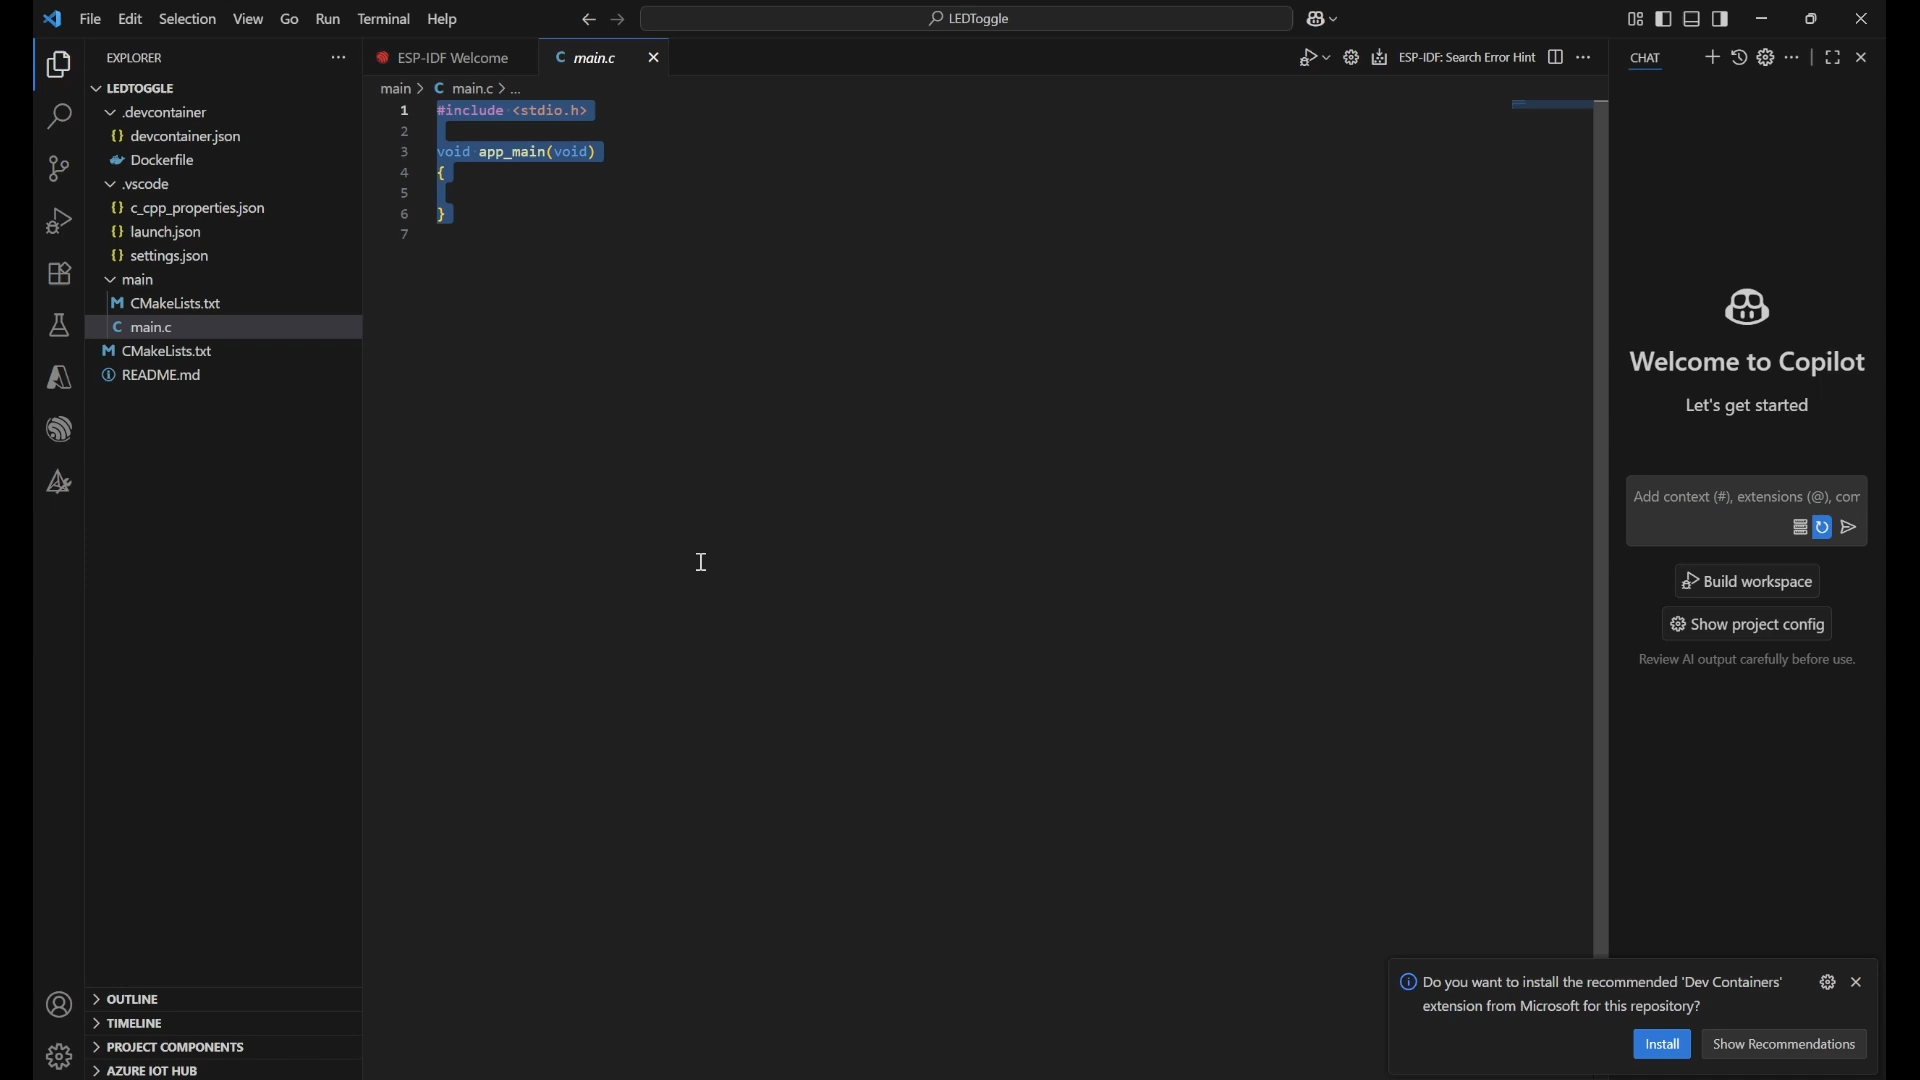 File Edit Selection View Go Run Terminal Help
LEDToggle
EXPLORER
LEDTOGGLE
.devcontainer
{} devcontainer.json
Dockerfile
.vscode
{} c_cpp_properties.json
{} launch.json
{} settings.json
main
M CMakeLists.txt
C main.c
M CMakeLists.txt
README.md
OUTLINE
TIMELINE
PROJECT COMPONENTS
AZURE IOT HUB
ESP-IDF Welcome
C main.c
ESP-IDF: Search Error Hint
main > C main.c > ...
1 #include <stdio.h>
2
3 void app_main(void)
4 {
5
6 }
7
CHAT
Welcome to Copilot
Let's get started
Add context (#), extensions (@), com
Build workspace
Show project config
Review AI output carefully before use.
Do you want to install the recommended 'Dev Containers'
extension from Microsoft for this repository?
Install
Show Recommendations